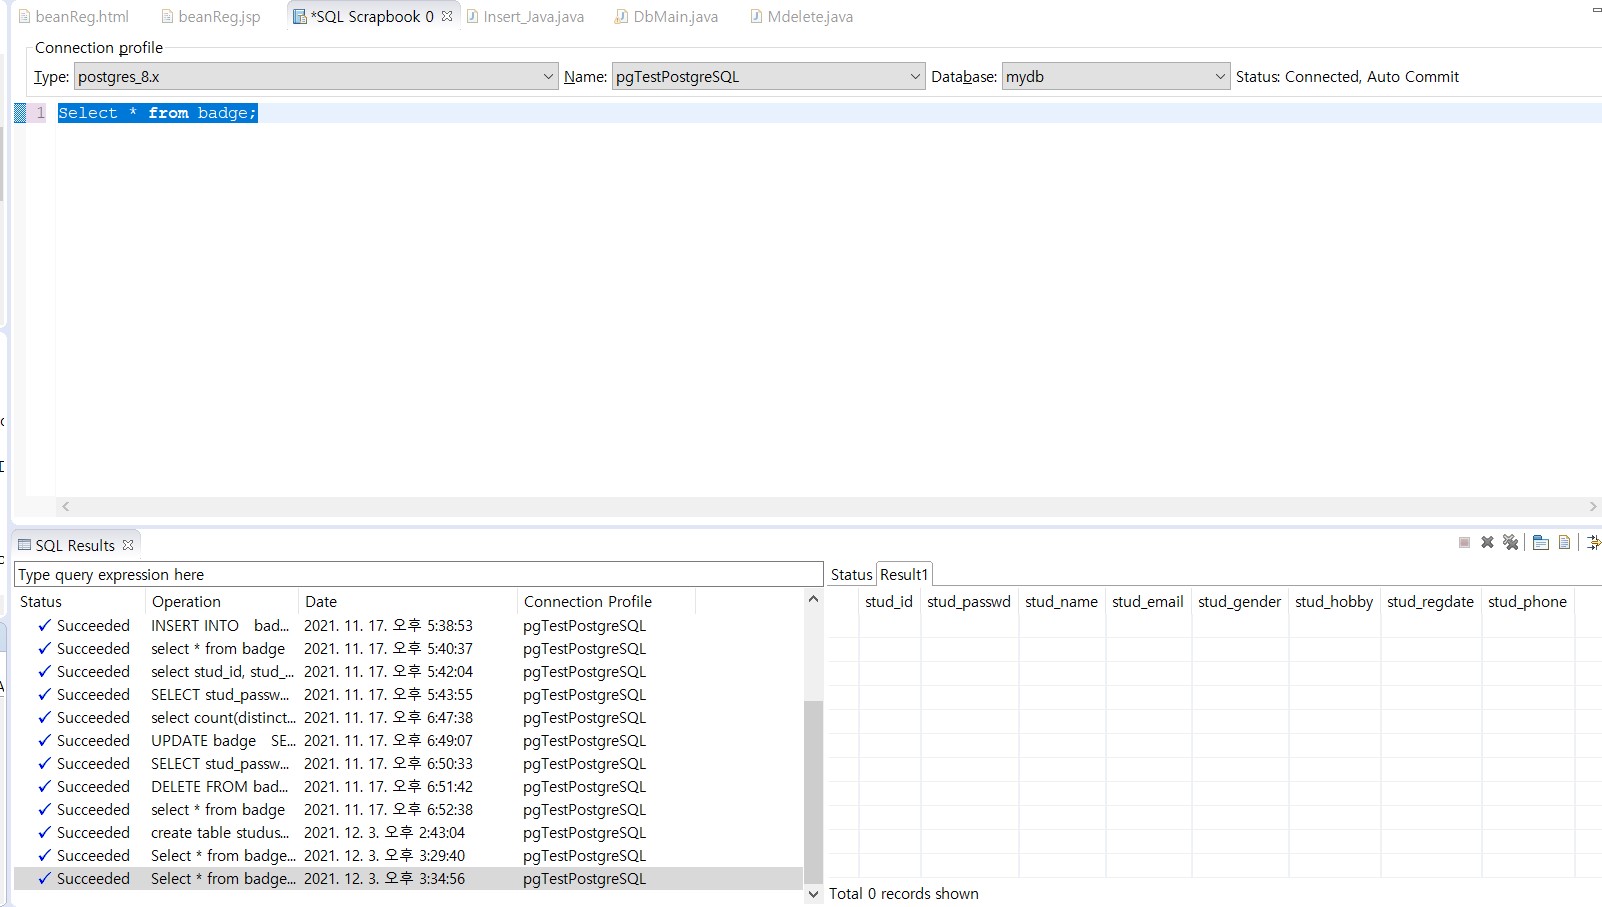 beanReg.html beanReg.jsp *SQL Scrapbook 0 Insert_Java.java DbMain.java Mdelete.java
Connection profile
Type: postgres_8.x Name: pgTestPostgreSQL Database: mydb Status: Connected, Auto Commit
1 Select * from badge;
SQL Results
Type query expression here
Status Result1
Status Operation Date Connection Profile
stud_id stud_passwd stud_name stud_email stud_gender stud_hobby stud_regdate stud_phone
Succeeded INSERT INTO bad... 2021. 11. 17. 오후 5:38:53 pgTestPostgreSQL
Succeeded select * from badge 2021. 11. 17. 오후 5:40:37 pgTestPostgreSQL
Succeeded select stud_id, stud_... 2021. 11. 17. 오후 5:42:04 pgTestPostgreSQL
Succeeded SELECT stud_passw... 2021. 11. 17. 오후 5:43:55 pgTestPostgreSQL
Succeeded select count(distinct... 2021. 11. 17. 오후 6:47:38 pgTestPostgreSQL
Succeeded UPDATE badge SE... 2021. 11. 17. 오후 6:49:07 pgTestPostgreSQL
Succeeded SELECT stud_passw... 2021. 11. 17. 오후 6:50:33 pgTestPostgreSQL
Succeeded DELETE FROM bad... 2021. 11. 17. 오후 6:51:42 pgTestPostgreSQL
Succeeded select * from badge 2021. 11. 17. 오후 6:52:38 pgTestPostgreSQL
Succeeded create table studus... 2021. 12. 3. 오후 2:43:04 pgTestPostgreSQL
Succeeded Select * from badge... 2021. 12. 3. 오후 3:29:40 pgTestPostgreSQL
Succeeded Select * from badge... 2021. 12. 3. 오후 3:34:56 pgTestPostgreSQL
Total 0 records shown